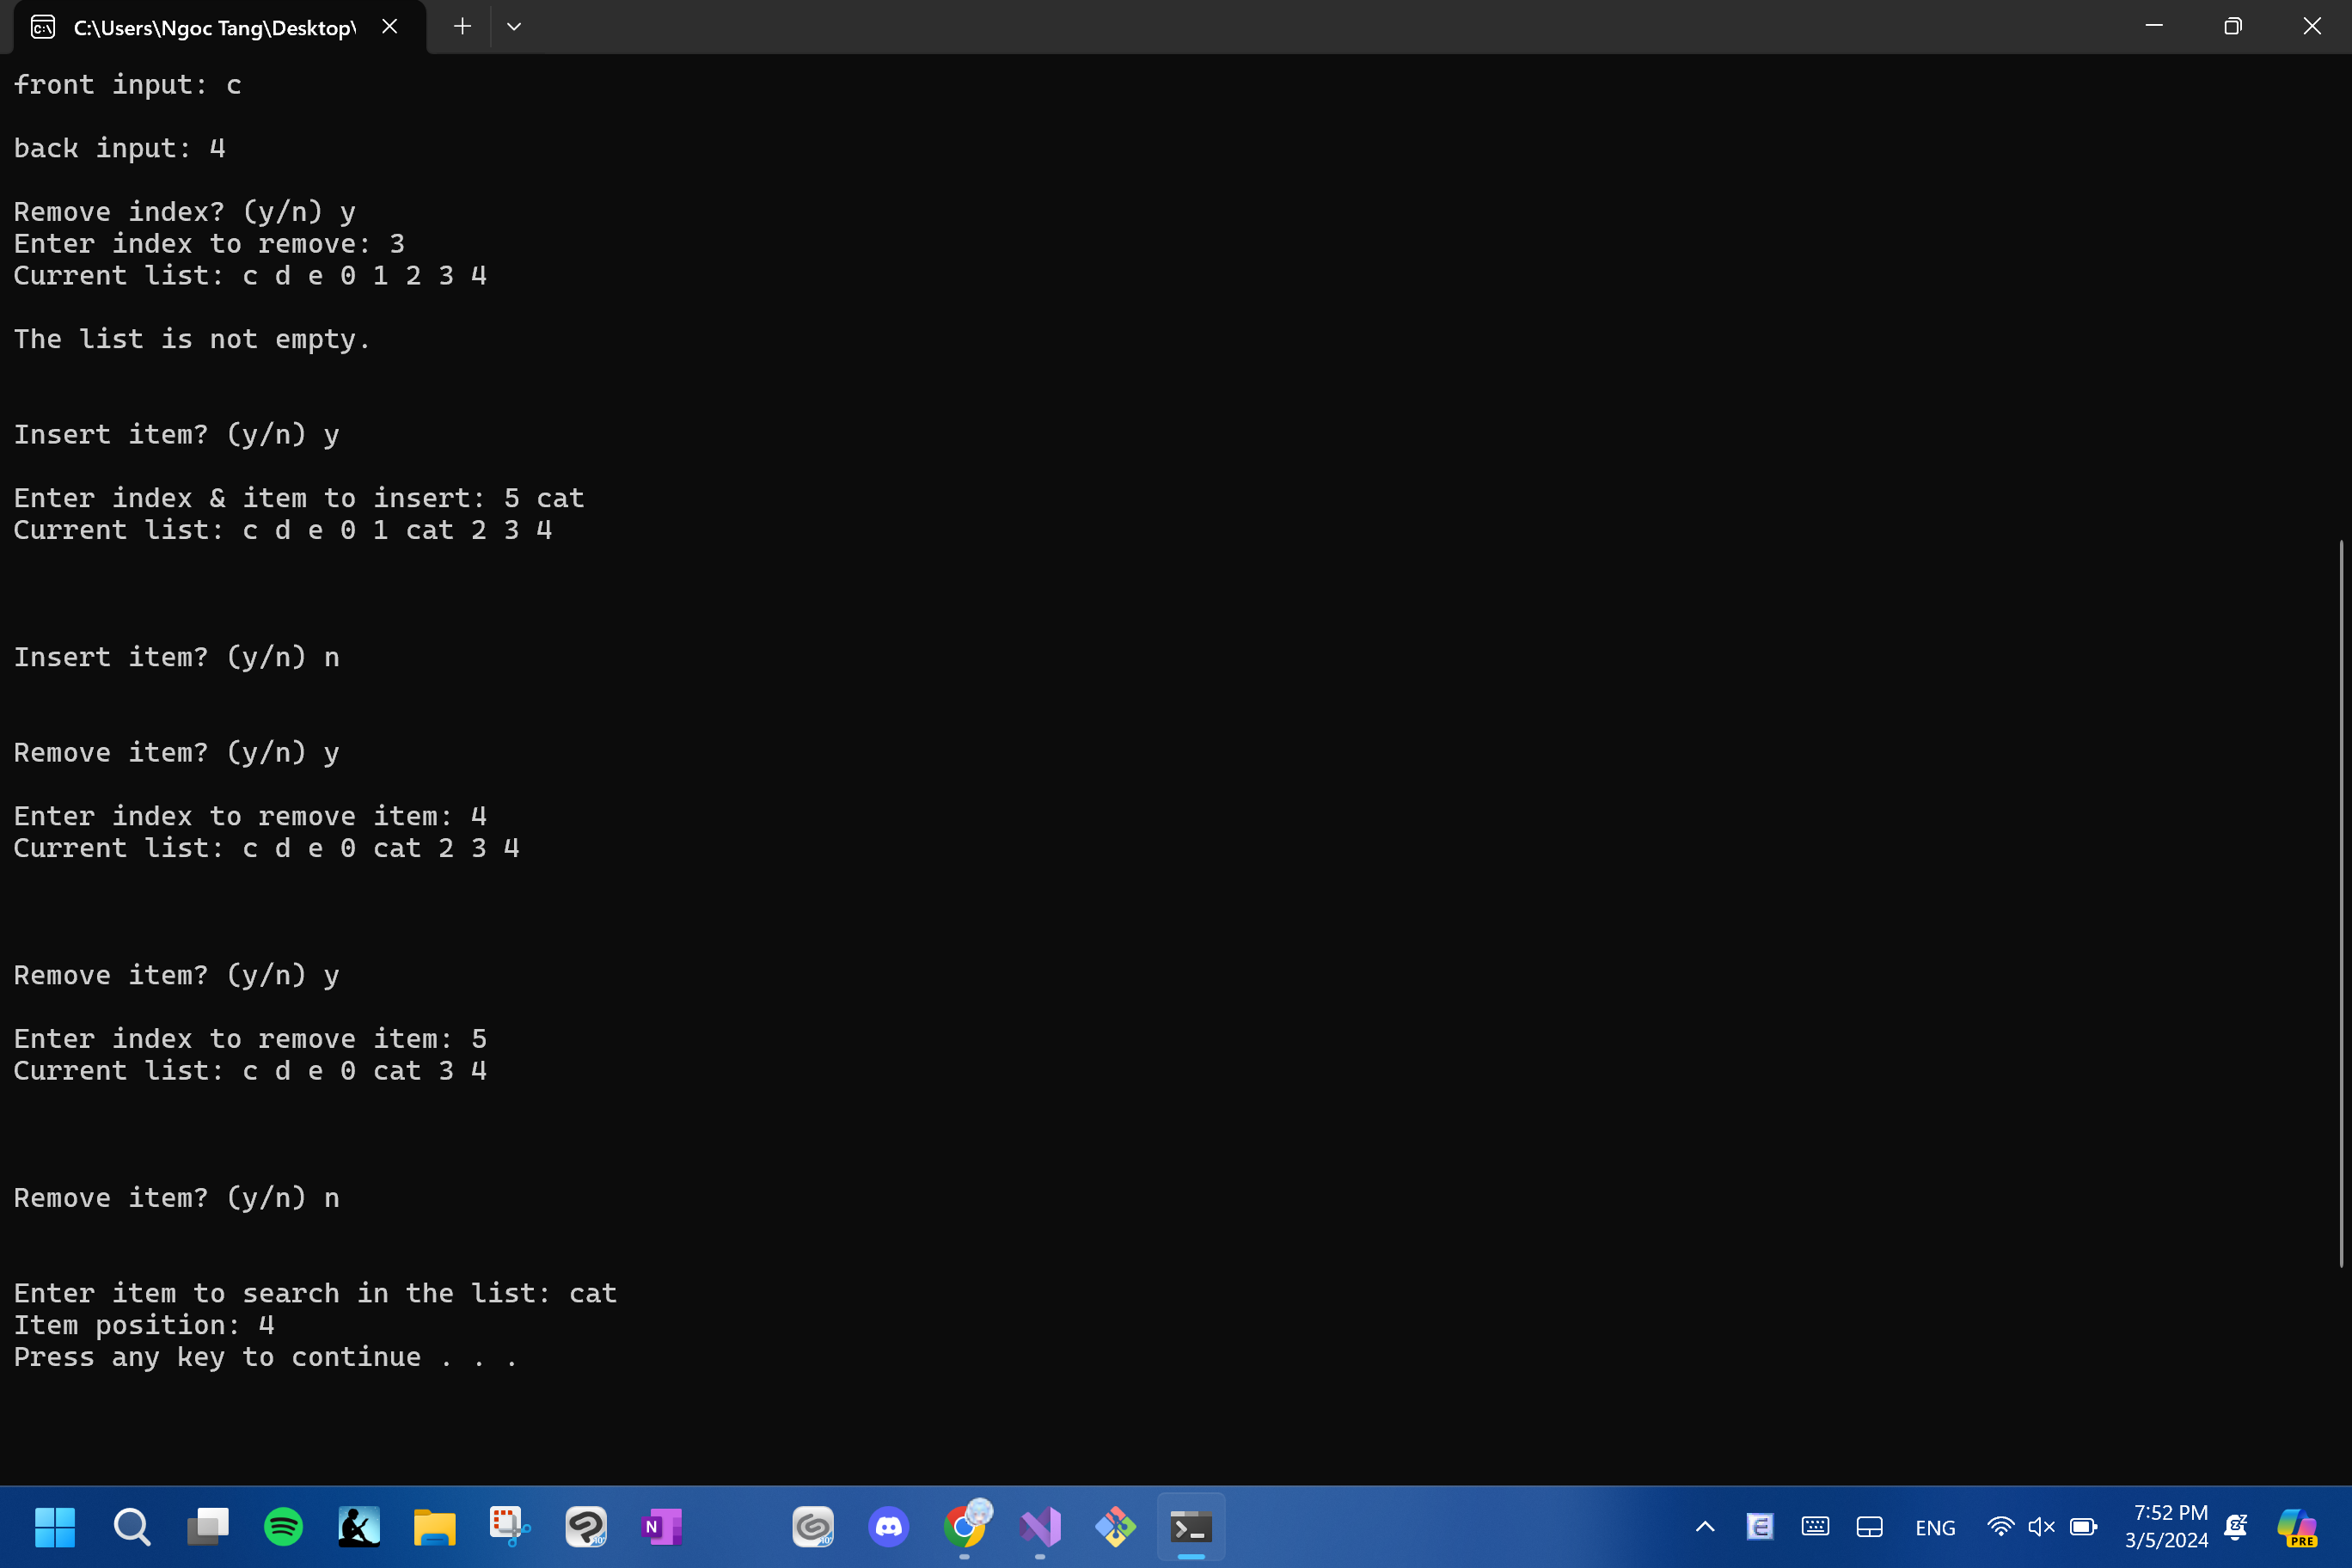 C:\Users\Ngoc Tang\Desktop\
front input: c
back input: 4
Remove index? (y/n) y
Enter index to remove: 3
Current list: c d e 0 1 2 3 4
The list is not empty.
Insert item? (y/n) y
Enter index & item to insert: 5 cat
Current list: c d e 0 1 cat 2 3 4
Insert item? (y/n) n
Remove item? (y/n) y
Enter index to remove item: 4
Current list: c d e 0 cat 2 3 4
Remove item? (y/n) y
Enter index to remove item: 5
Current list: c d e 0 cat 3 4
Remove item? (y/n) n
Enter item to search in the list: cat
Item position: 4
Press any key to continue . . .
N
ENG
7:52 PM
3/5/2024
PRE